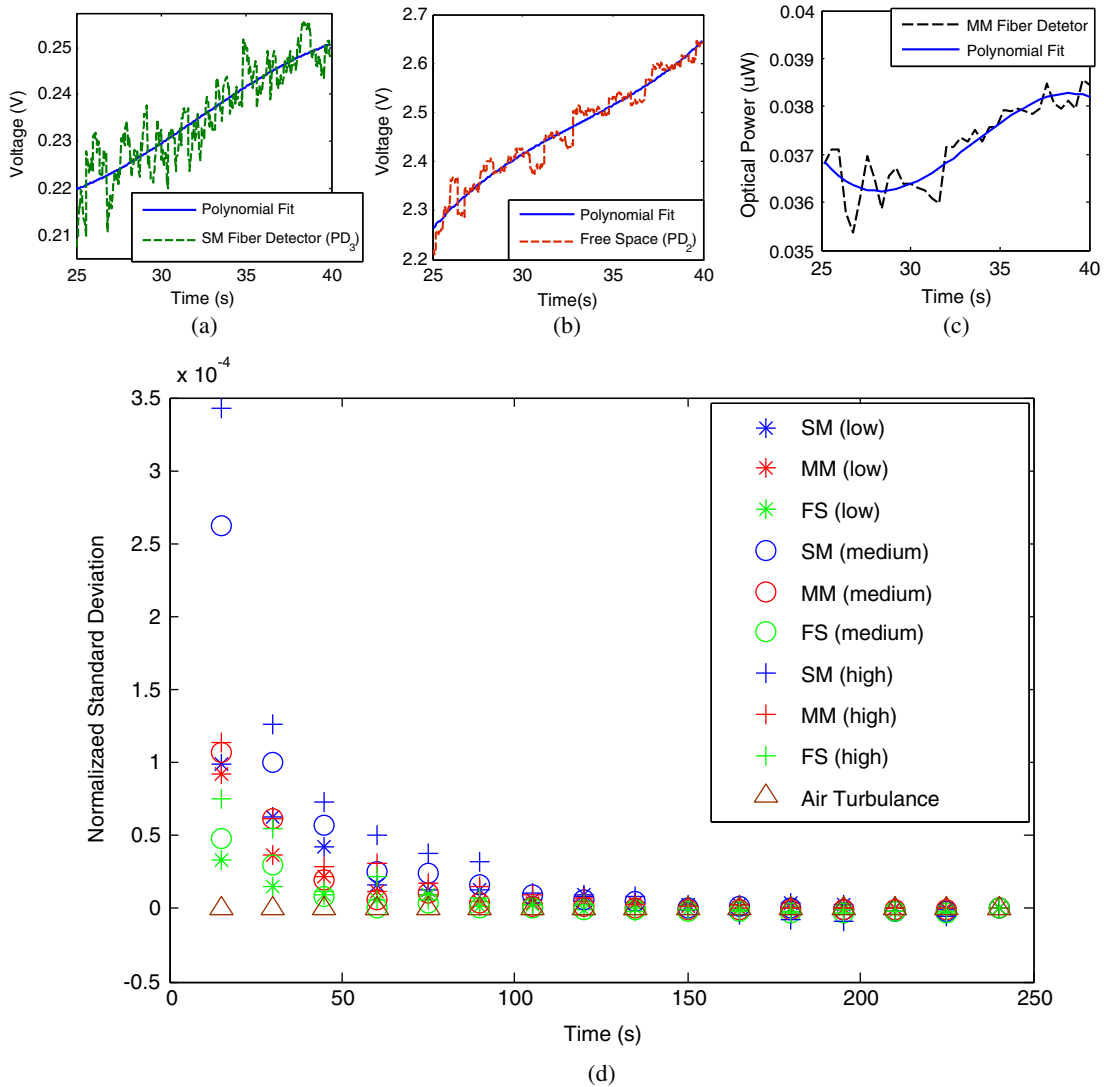 0.25
0.24
0.23
0.22
0.21
Voltage (V)
Polynomial Fit
SM Fiber Detector (PD3)
25 30 35 40
Time (s)
(a)
2.7
2.6
2.5
2.4
2.3
2.2
Voltage (V)
Polynomial Fit
Free Space (PD2)
25 30 35 40
Time(s)
(b)
0.04
0.039
0.038
0.037
0.036
0.035
Optical Power (uW)
MM Fiber Detetor
Polynomial Fit
25 30 35 40
Time (s)
(c)
x 10-4
3.5
3
2.5
2
1.5
1
0.5
0
-0.5
Normalizaed Standard Deviation
SM (low)
MM (low)
FS (low)
SM (medium)
MM (medium)
FS (medium)
SM (high)
MM (high)
FS (high)
Air Turbulance
0 50 100 150 200 250
Time (s)
(d)